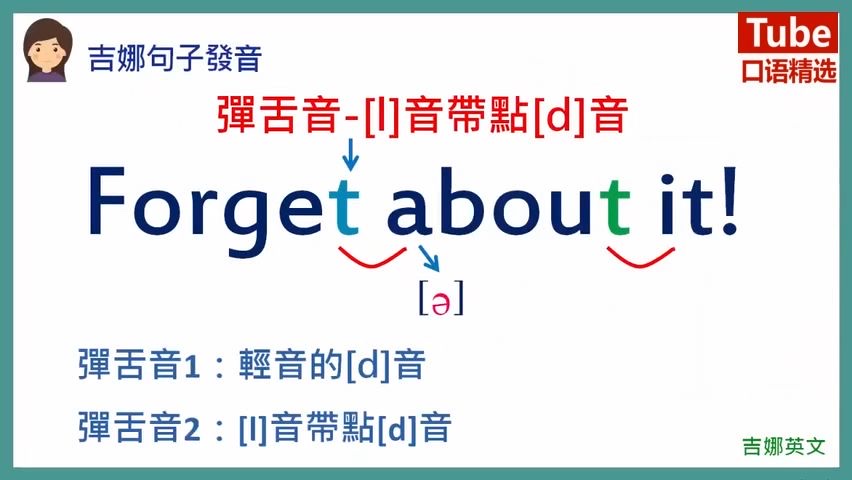 吉娜句子發音
Tube
口语精选
彈舌音-[l]音帶點[d]音
Forget about it!
[ə]
彈舌音1：輕音的[d]音
彈舌音2：[l]音帶點[d]音
吉娜英文